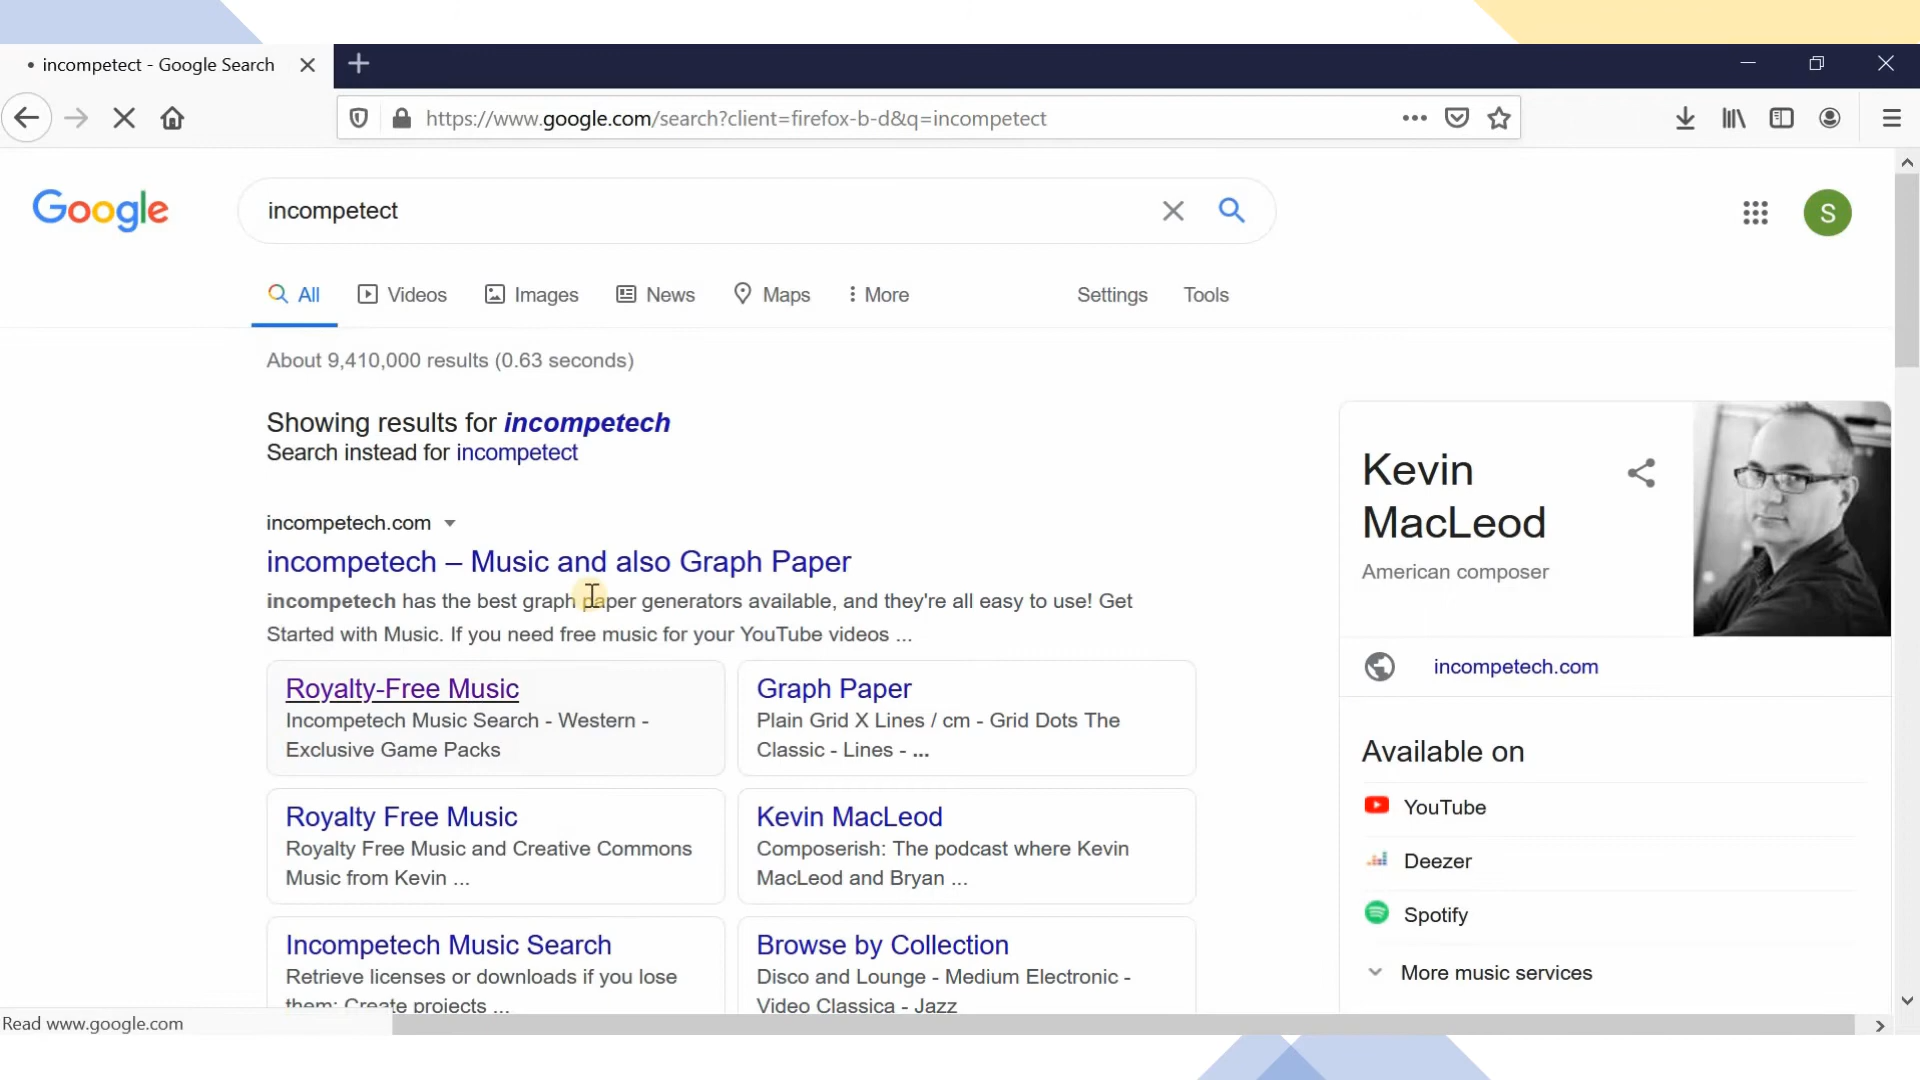 • incompetect - Google Search
https://www.google.com/search?client=firefox-b-d&q=incompetect
Google
incompetect
S
All
Videos
Images
News
Maps
More
Settings
Tools
About 9,410,000 results (0.63 seconds)
Showing results for incompetech
Search instead for incompetect
incompetech.com
incompetech – Music and also Graph Paper
incompetech has the best graph paper generators available, and they're all easy to use! Get
Started with Music. If you need free music for your YouTube videos ...
Royalty-Free Music
Incompetech Music Search - Western -
Exclusive Game Packs
Graph Paper
Plain Grid X Lines / cm - Grid Dots The
Classic - Lines - ...
Royalty Free Music
Royalty Free Music and Creative Commons
Music from Kevin ...
Kevin MacLeod
Composerish: The podcast where Kevin
MacLeod and Bryan ...
Incompetech Music Search
Retrieve licenses or downloads if you lose
them; Create projects ...
Browse by Collection
Disco and Lounge - Medium Electronic -
Video Classica - Jazz
Kevin
MacLeod
American composer
incompetech.com
Available on
YouTube
Deezer
Spotify
More music services
Read www.google.com